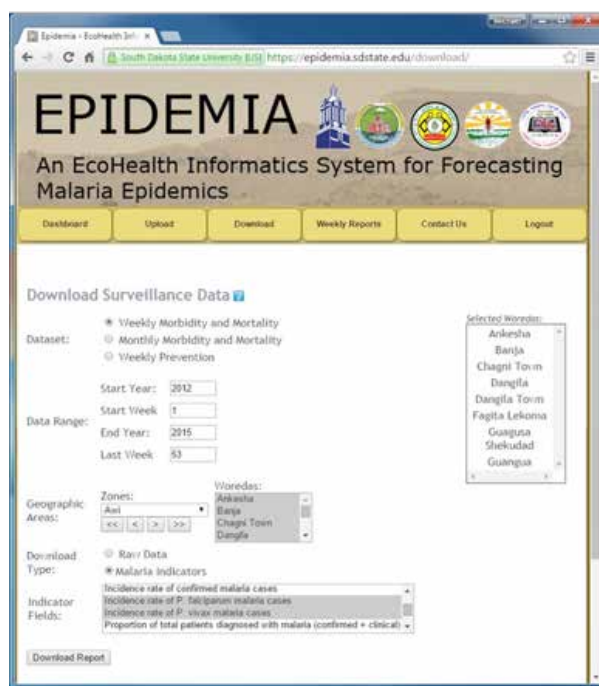 Epidemia - EcoHealth Inf
South Dakota State University [US] https://epidemia.sdstate.edu/download/
EPIDEMIA
An EcoHealth Informatics System for Forecasting
Malaria Epidemics
Dashboard Upload Download Weekly Reports Contact Us Logout
Download Surveillance Data ?
Selected Woredas:
Dataset:
Weekly Morbidity and Mortality
Monthly Morbidity and Mortality
Weekly Prevention
Ankesha
Banja
Chagni Town
Dangila
Dangila Town
Fagita Lekoma
Guagusa
Shekudad
Guangua
Data Range:
Start Year: 2012
Start Week 1
End Year: 2015
Last Week 53
Geographic
Areas:
Zones:
Awi
<< < > >>
Woredas:
Ankesha
Banja
Chagni Town
Dangila
Download
Type:
Raw Data
Malaria Indicators
Indicator
Fields:
Incidence rate of confirmed malaria cases
Incidence rate of P. falciparum malaria cases
Incidence rate of P. vivax malaria cases
Proportion of total patients diagnosed with malaria (confirmed + clinical)
Download Report